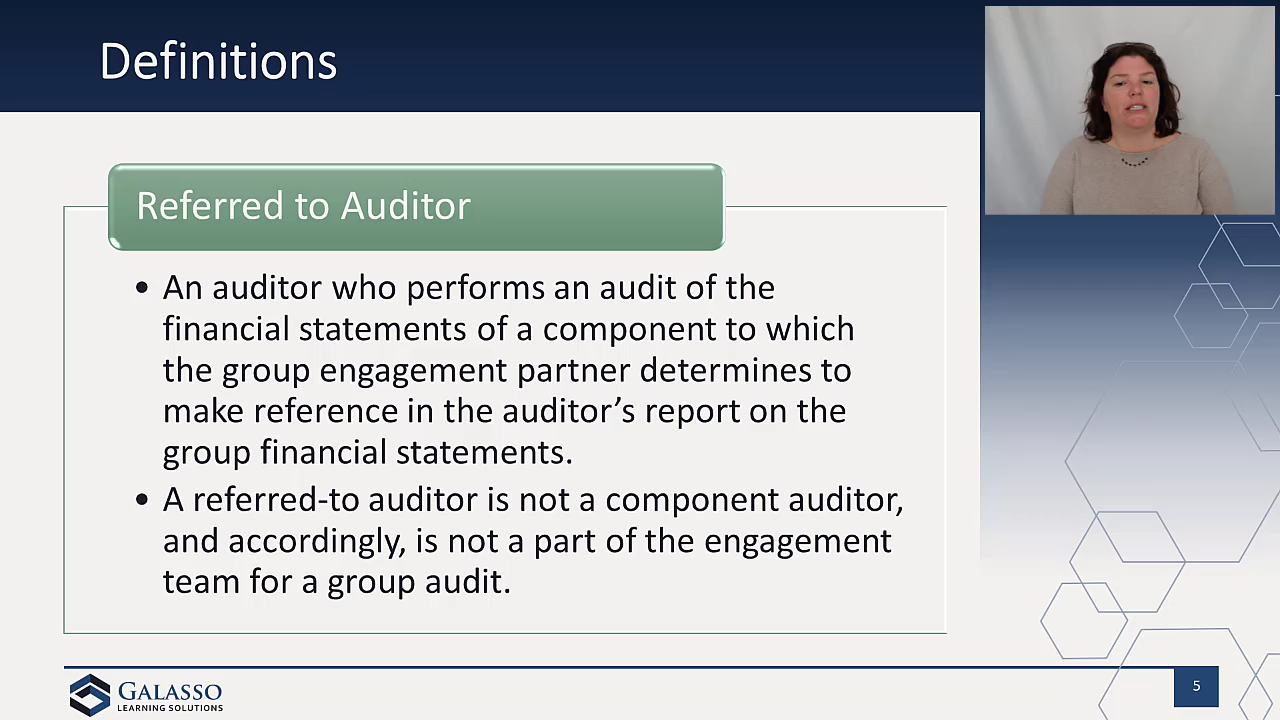 Definitions
Referred to Auditor
• An auditor who performs an audit of the
financial statements of a component to which
the group engagement partner determines to
make reference in the auditor’s report on the
group financial statements.
• A referred-to auditor is not a component auditor,
and accordingly, is not a part of the engagement
team for a group audit.
GALASSO
LEARNING SOLUTIONS
5